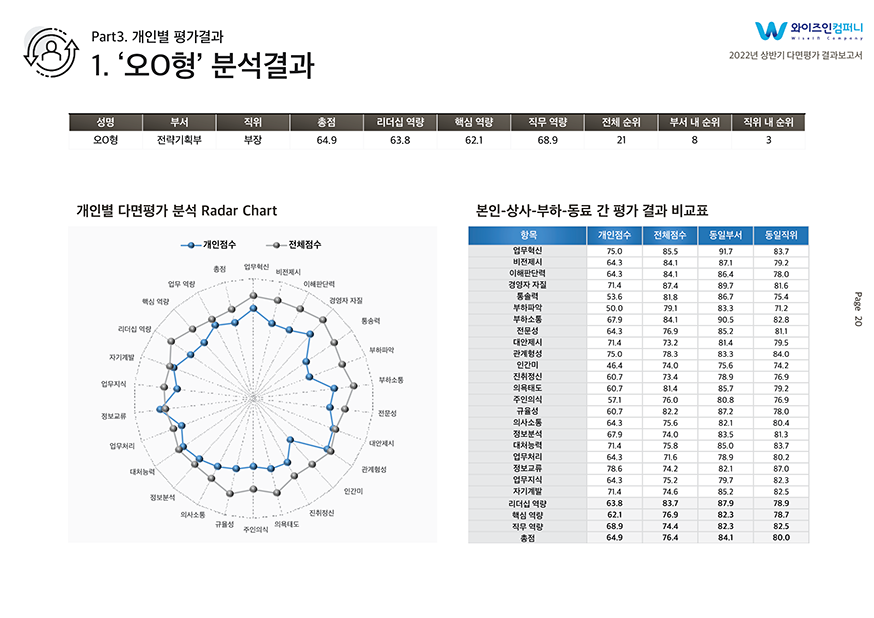 Part3. 개인별 평가결과
1. ‘오O형’ 분석결과
와이즈인컴퍼니
WiseIn Company
2022년 상반기 다면평가 결과보고서
성명 부서 직위 총점 리더십 역량 핵심 역량 직무 역량 전체 순위 부서 내 순위 직위 내 순위
오O형 전략기획부 부장 64.9 63.8 62.1 68.9 21 8 3
개인별 다면평가 분석 Radar Chart
개인점수 전체점수
업무혁신
비전제시
이해판단력
경영자 자질
통솔력
부하파악
부하소통
전문성
대안제시
관계형성
인간미
진취정신
의욕태도
주인의식
규율성
의사소통
정보분석
대처능력
업무처리
정보교류
업무지식
자기계발
리더십 역량
핵심 역량
업무 역량
총점
본인-상사-부하-동료 간 평가 결과 비교표
항목 개인점수 전체점수 동일부서 동일직위
업무혁신 75.0 85.5 91.7 83.7
비전제시 64.3 84.1 87.1 79.2
이해판단력 64.3 84.1 86.4 78.0
경영자 자질 71.4 87.4 89.7 81.6
통솔력 53.6 81.8 86.7 75.4
부하파악 50.0 79.1 83.3 71.2
부하소통 67.9 84.1 90.5 82.8
전문성 64.3 76.9 85.2 81.1
대안제시 71.4 73.2 81.4 79.5
관계형성 75.0 78.3 83.3 84.0
인간미 46.4 74.0 75.6 74.2
진취정신 60.7 73.4 78.9 76.9
의욕태도 60.7 81.4 85.7 79.2
주인의식 57.1 76.0 80.8 76.9
규율성 60.7 82.2 87.2 78.0
의사소통 64.3 75.6 82.1 80.4
정보분석 67.9 74.0 83.5 81.3
대처능력 71.4 75.8 85.0 83.7
업무처리 64.3 71.6 78.9 80.2
정보교류 78.6 74.2 82.1 87.0
업무지식 64.3 75.2 79.7 82.3
자기계발 71.4 74.6 85.2 82.5
리더십 역량 63.8 83.7 87.9 78.9
핵심 역량 62.1 76.9 82.3 78.7
직무 역량 68.9 74.4 82.3 82.5
총점 64.9 76.4 84.1 80.0
Page 20